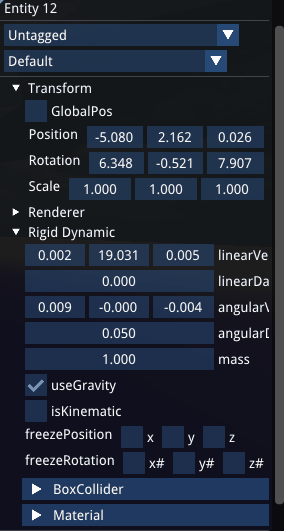 Entity 12
Untagged
Default
Transform
GlobalPos
Position -5.080 2.162 0.026
Rotation 6.348 -0.521 7.907
Scale 1.000 1.000 1.000
Renderer
Rigid Dynamic
0.002 19.031 0.005 linearVe
0.000 linearDa
0.009 -0.000 -0.004 angularV
0.050 angularD
1.000 mass
useGravity
isKinematic
freezePosition x y z
freezeRotation x# y# z#
BoxCollider
Material